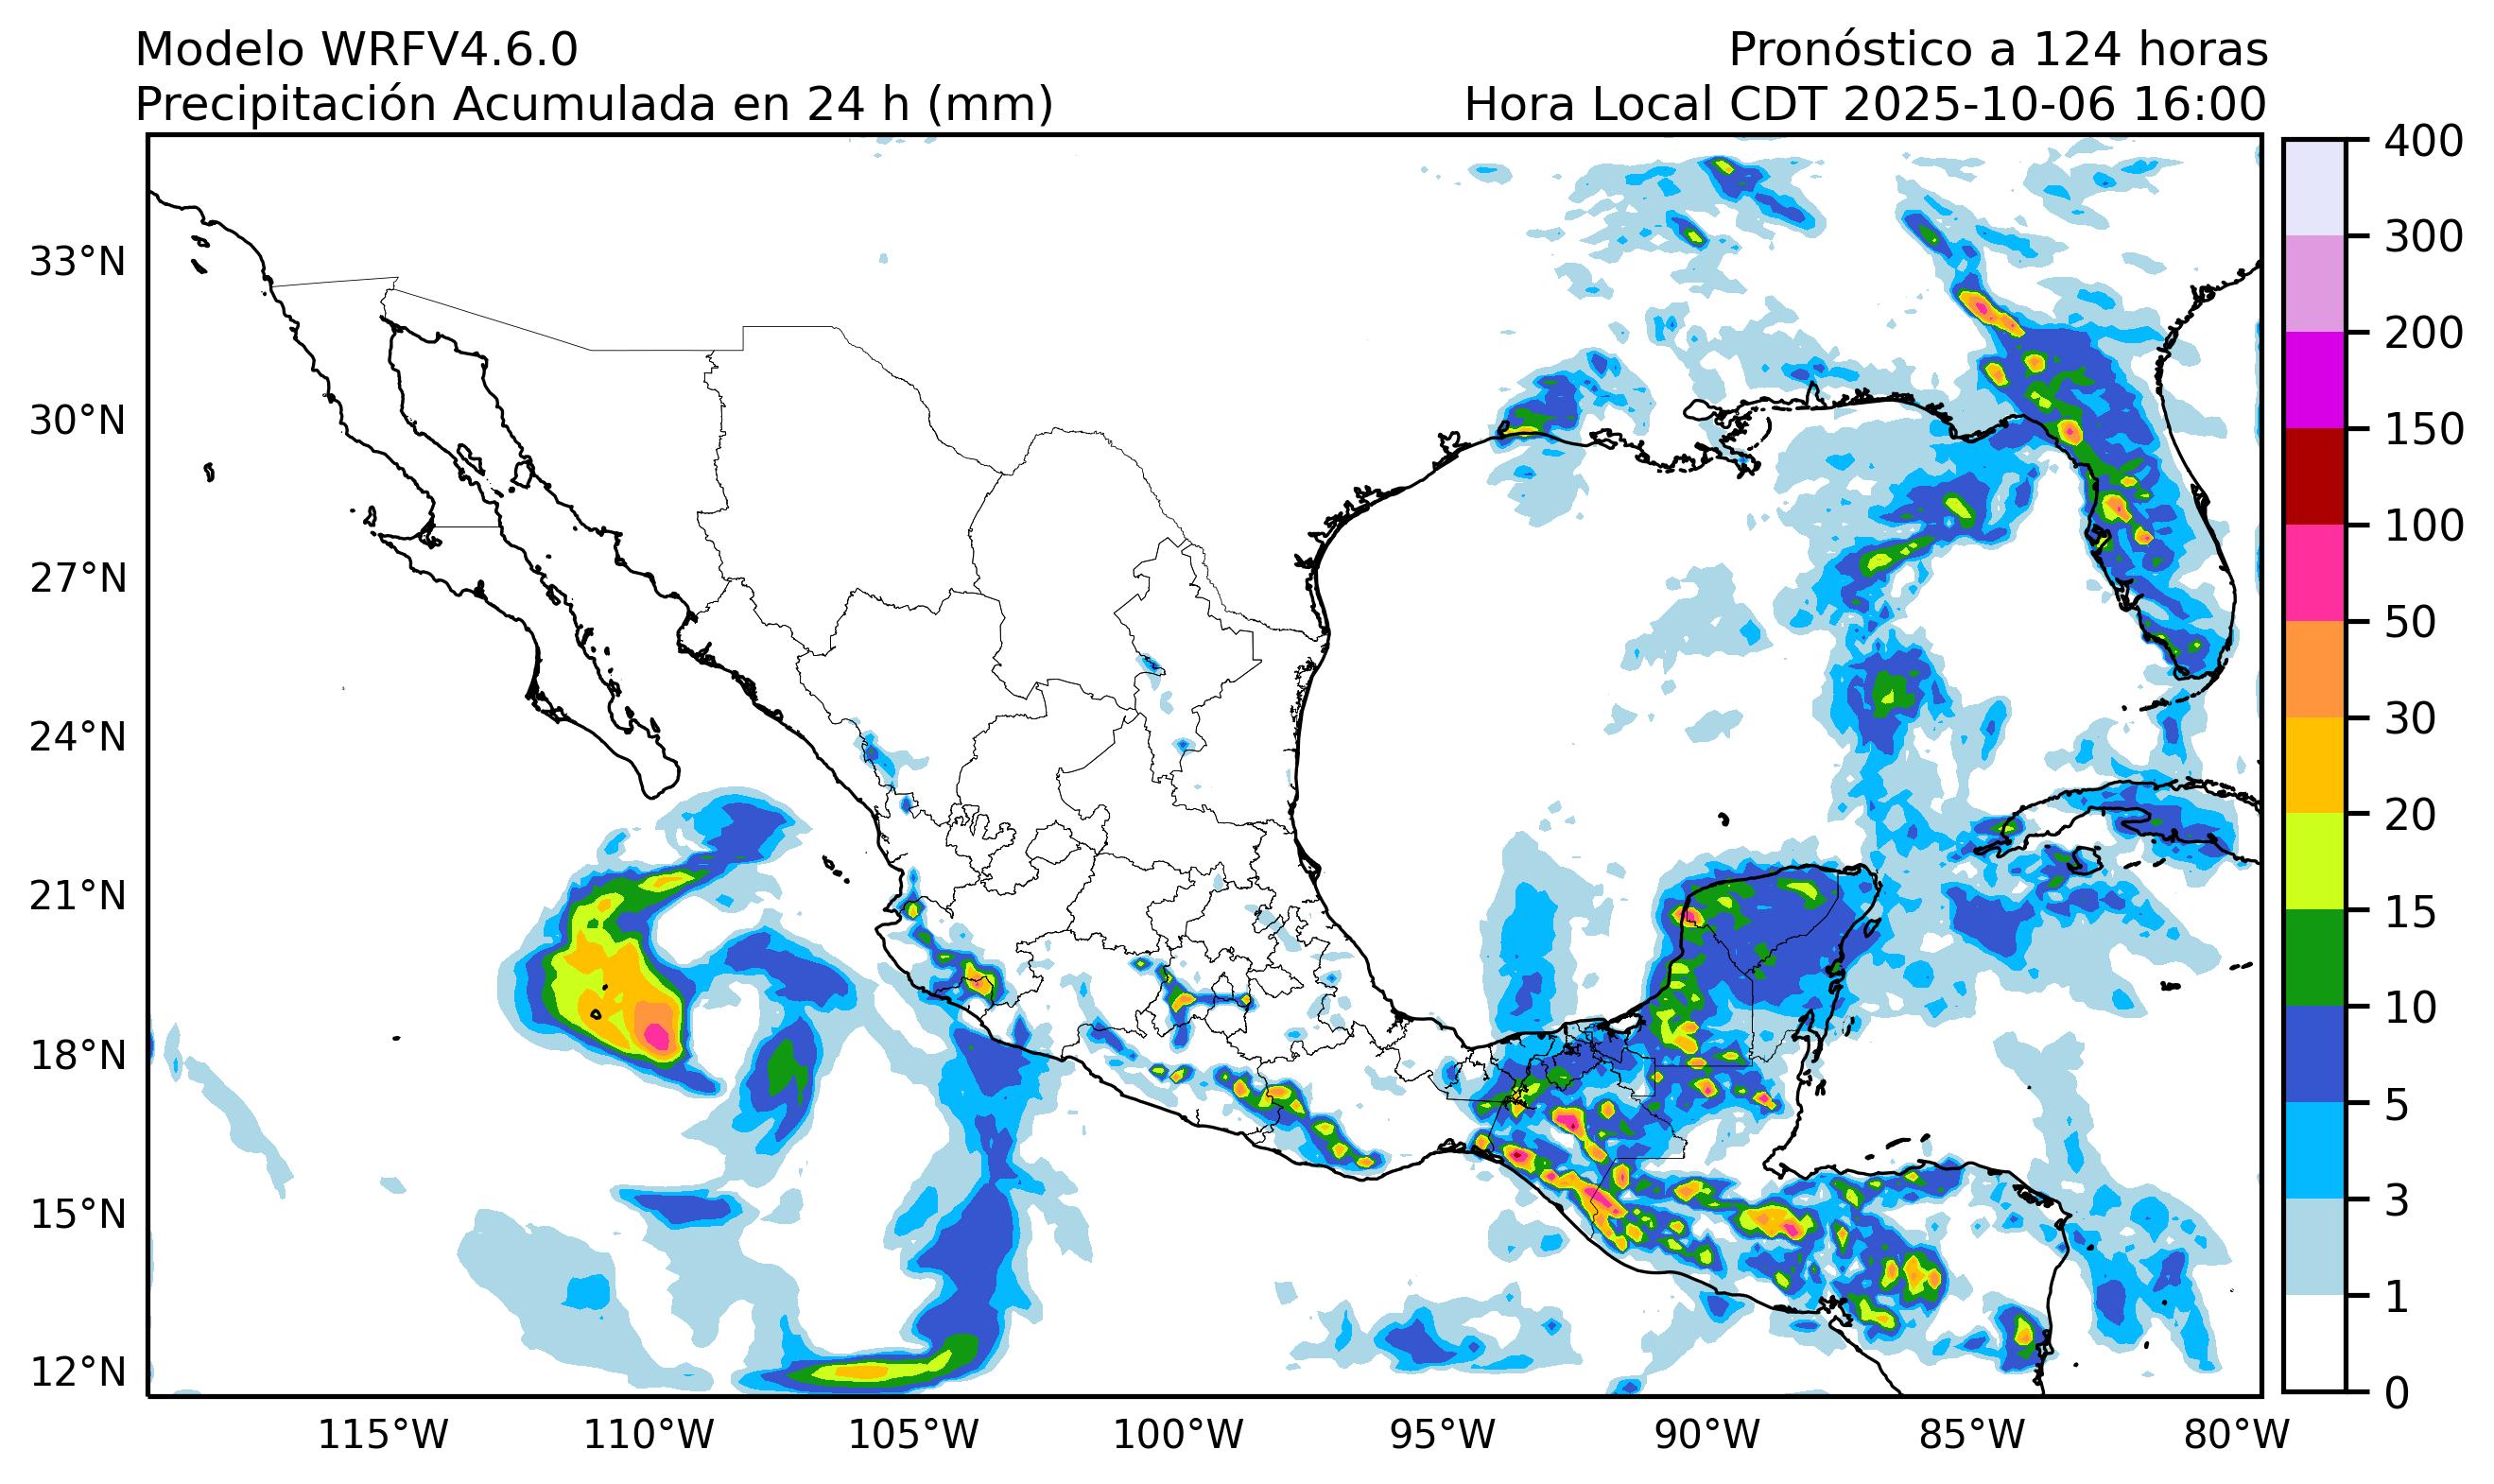 Modelo WRFV4.6.0
Pronóstico a 124 horas
Precipitación Acumulada en 24 h (mm)
Hora Local CDT 2025-10-06 16:00
33°N
30°N
27°N
24°N
21°N
18°N
15°N
12°N
115°W
110°W
105°W
100°W
95°W
90°W
85°W
80°W
400
300
200
150
100
50
30
20
15
10
5
3
1
0